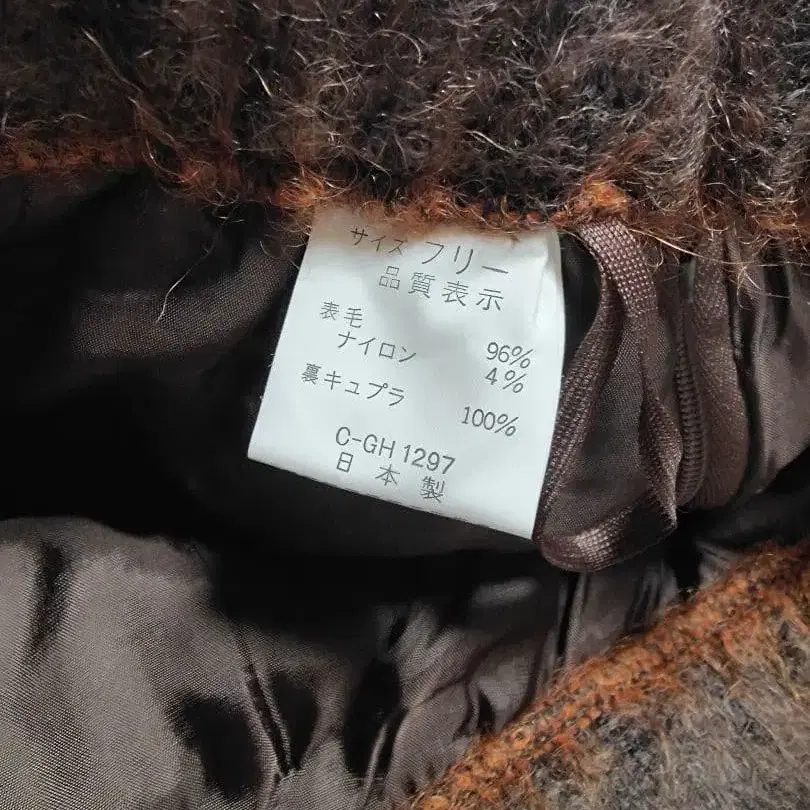 サイズ フリー
品質表示
表毛 96%
ナイロン 4%
裏キュプラ 100%
C-GH 1297
日本製